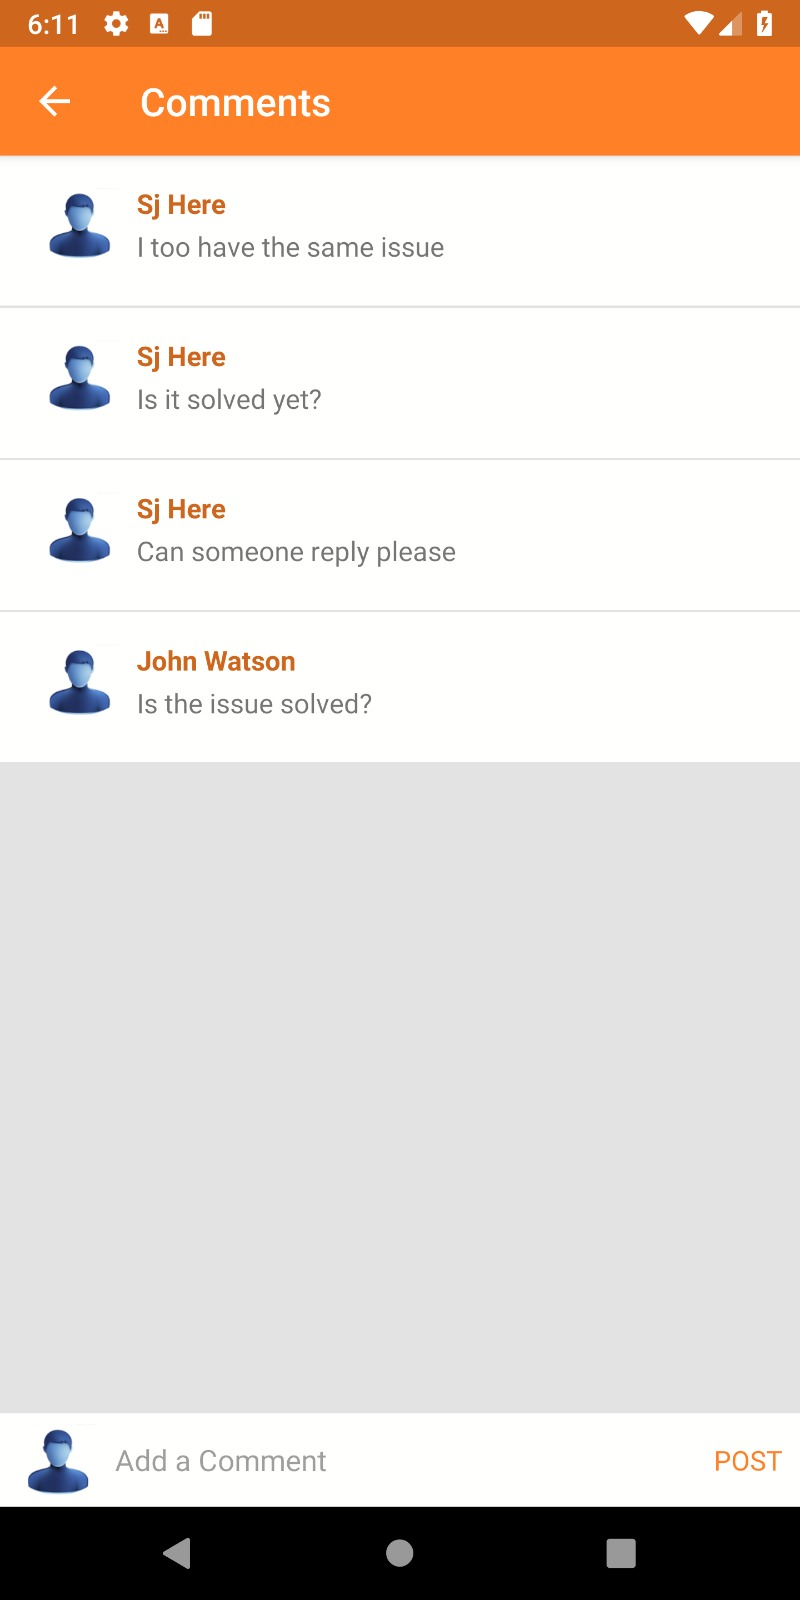 6:11
Comments
Sj Here
I too have the same issue
Sj Here
Is it solved yet?
Sj Here
Can someone reply please
John Watson
Is the issue solved?
Add a Comment POST